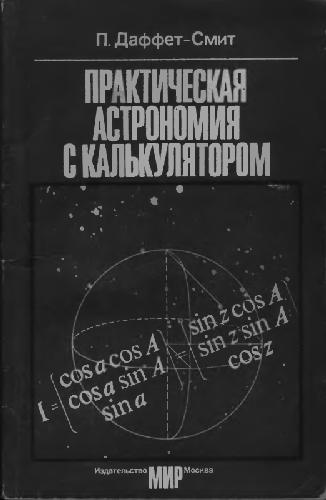 П. Даффет-Смит
ПРАКТИЧЕСКАЯ
АСТРОНОМИЯ
С КАЛЬКУЛЯТОРОМ
I = (cos a cos A) = (sin z cos A)
(cos a sin A) (sin z sin A)
(sin a) (cos z)
Издательство МИР Москва